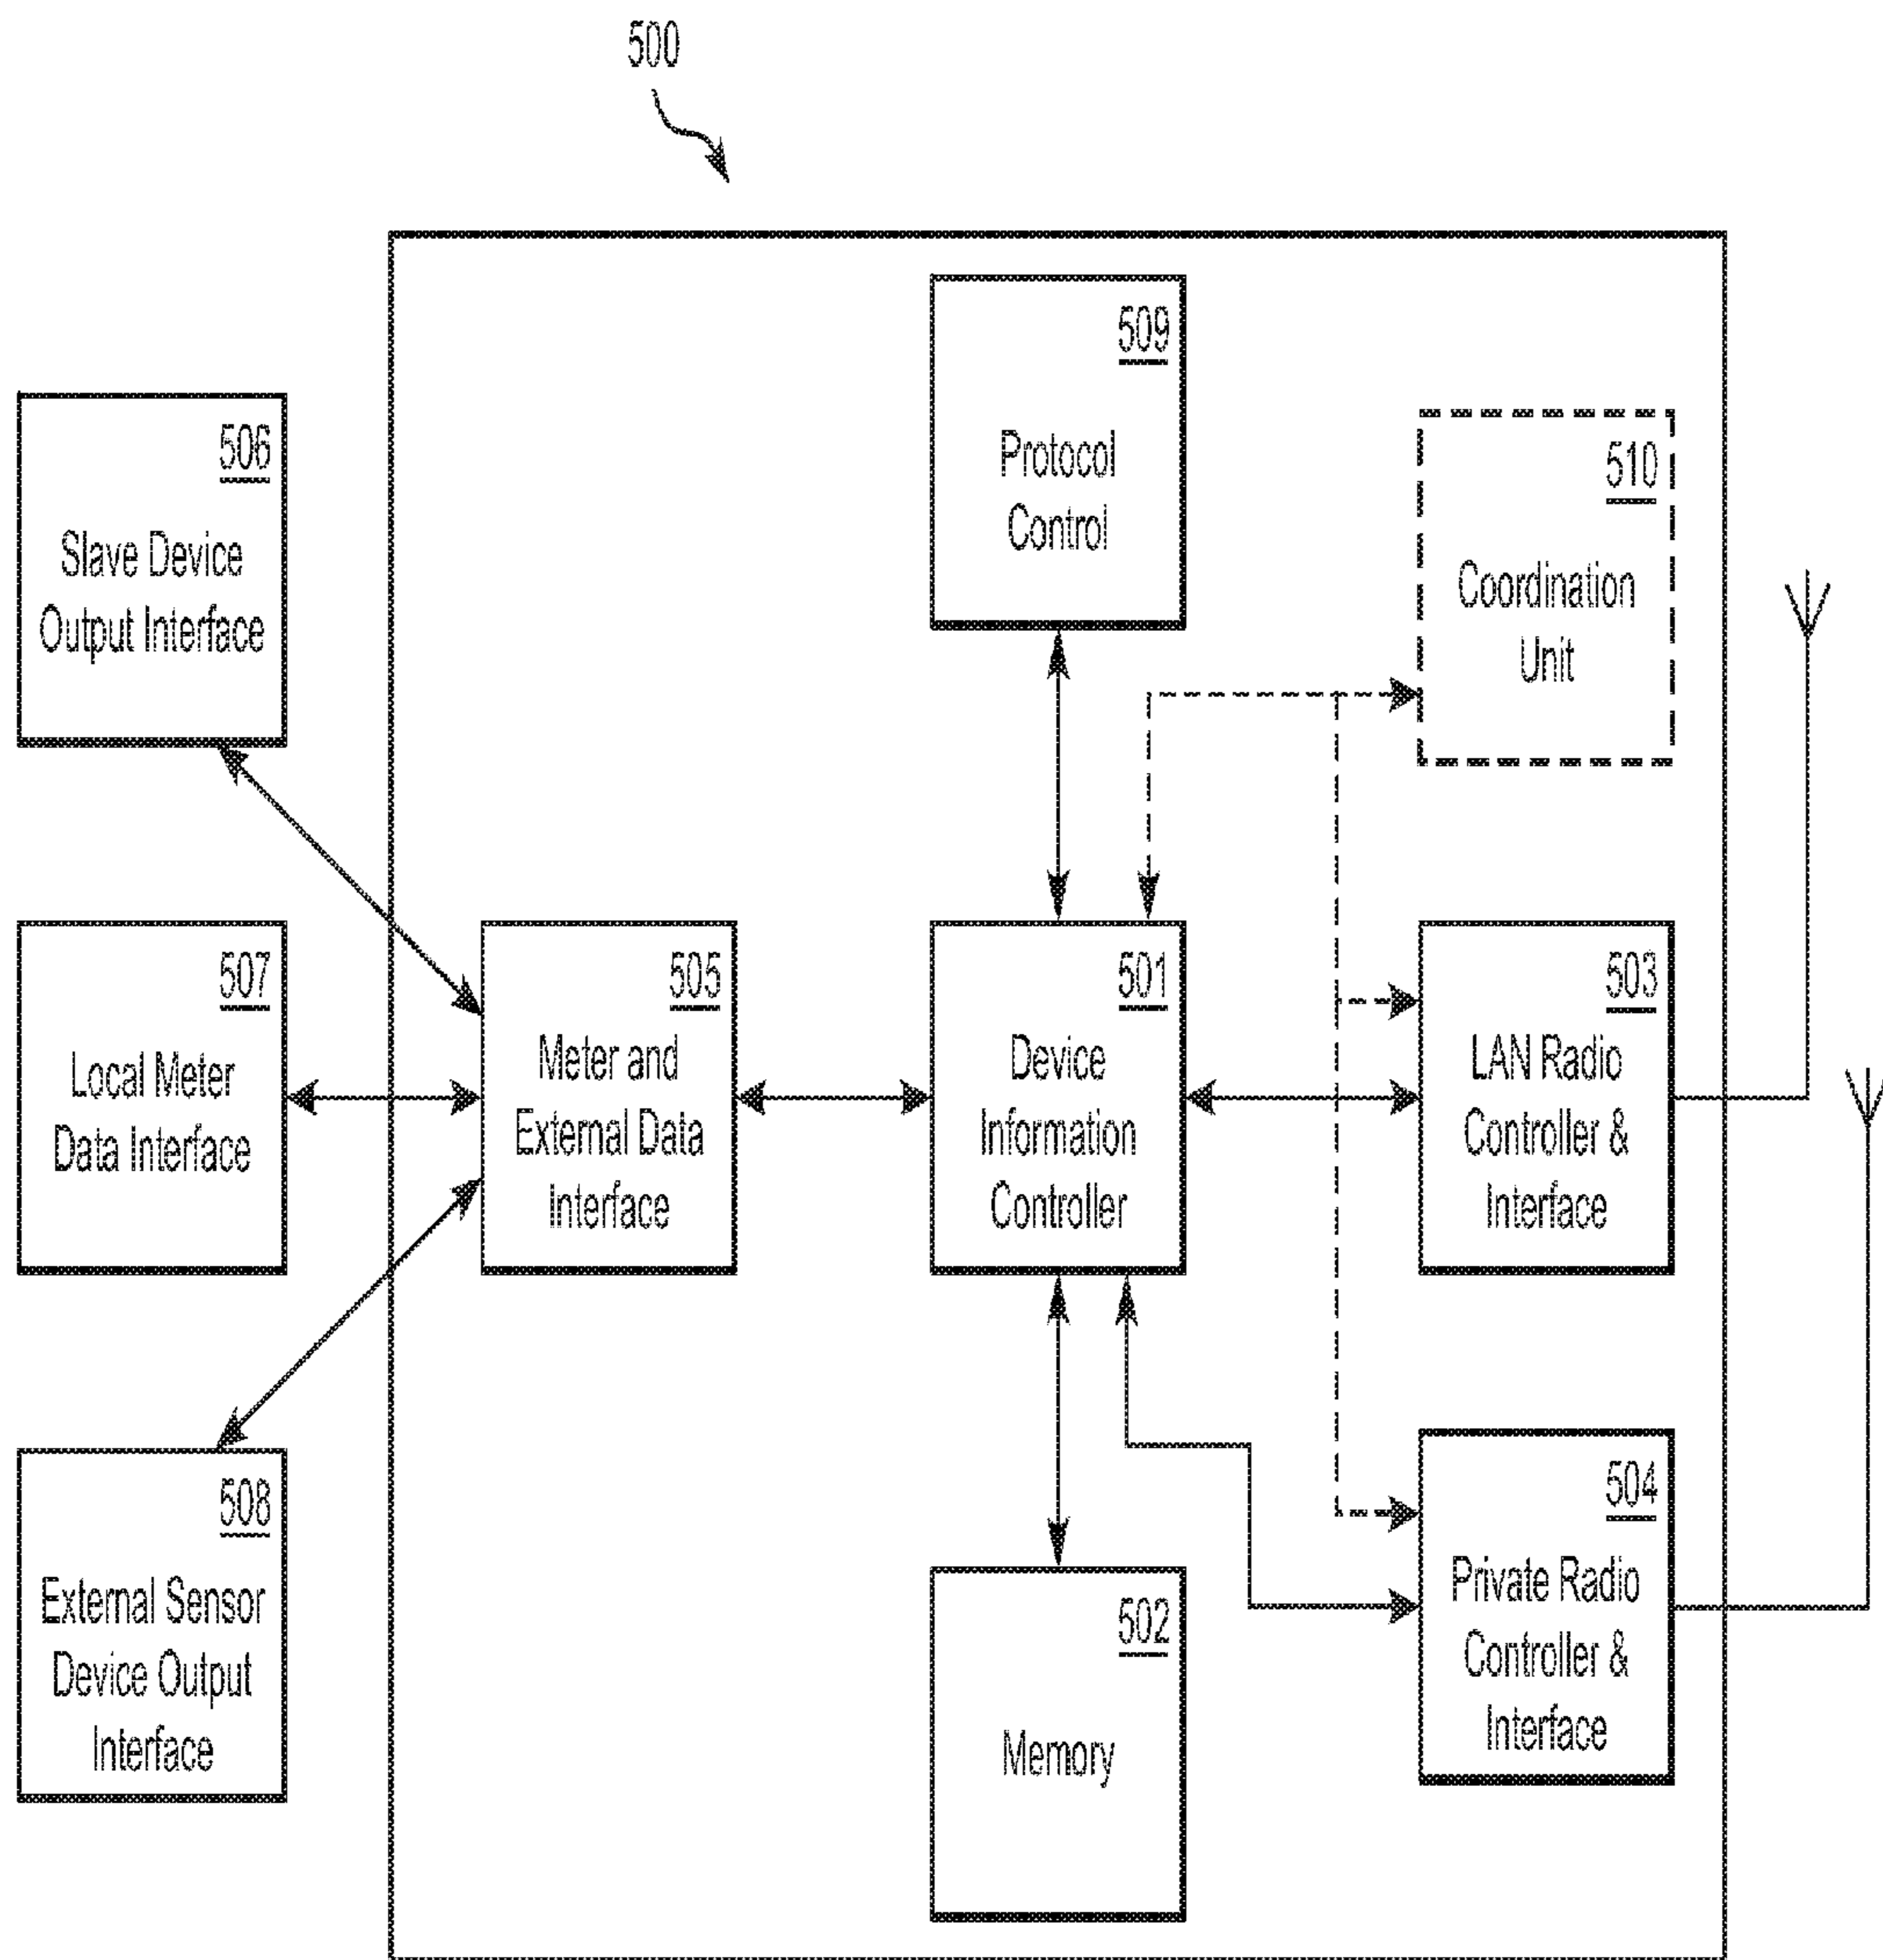 500
509
Protocol
Control
506
Slave Device
Output Interface
510
Coordination
Unit
507
Local Meter
Data Interface
505
Meter and
External Data
Interface
501
Device
Information
Controller
503
LAN Radio
Controller &
Interface
508
External Sensor
Device Output
Interface
502
Memory
504
Private Radio
Controller &
Interface